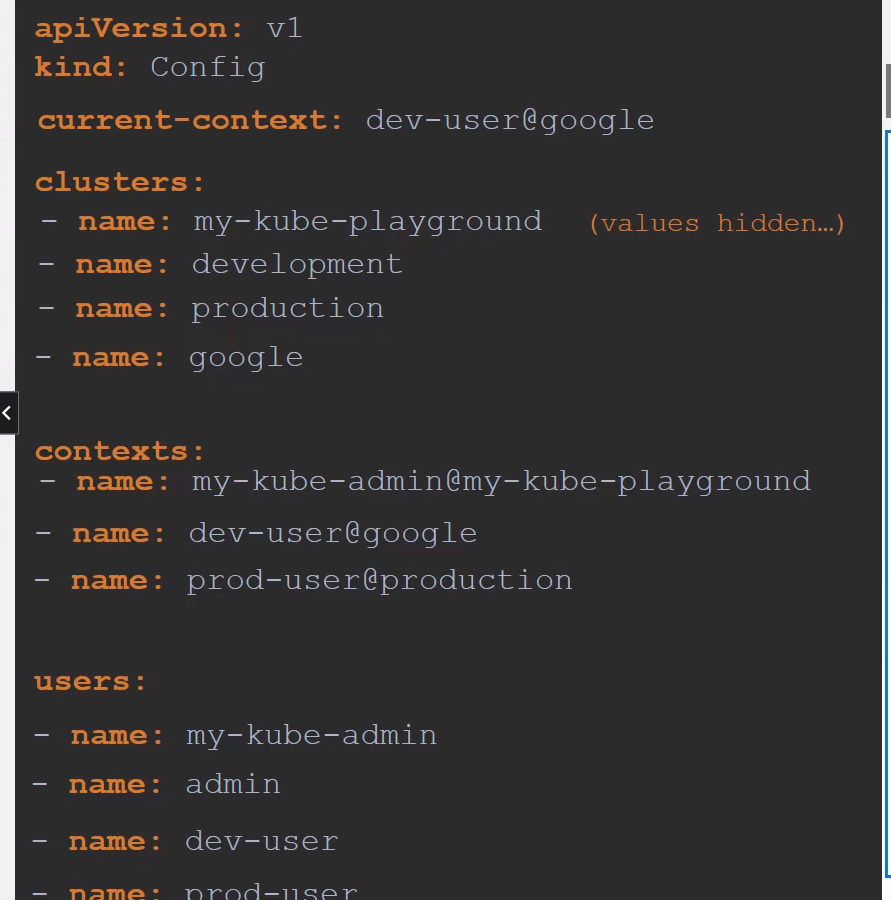 apiVersion: v1
kind: Config
current-context: dev-user@google
clusters:
- name: my-kube-playground (values hidden…)
- name: development
- name: production
- name: google
contexts:
- name: my-kube-admin@my-kube-playground
- name: dev-user@google
- name: prod-user@production
users:
- name: my-kube-admin
- name: admin
- name: dev-user
- name: prod-user